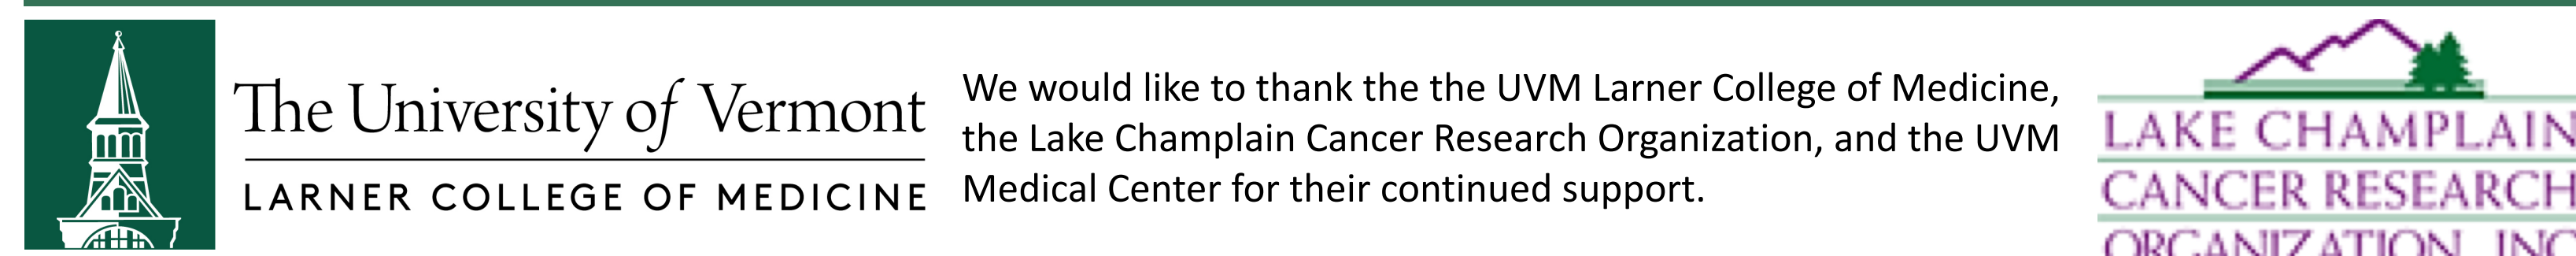 The University of Vermont
LARNER COLLEGE OF MEDICINE
We would like to thank the the UVM Larner College of Medicine,
the Lake Champlain Cancer Research Organization, and the UVM
Medical Center for their continued support.
LAKE CHAMPLAIN
CANCER RESEARCH
ORGANIZATION, INC